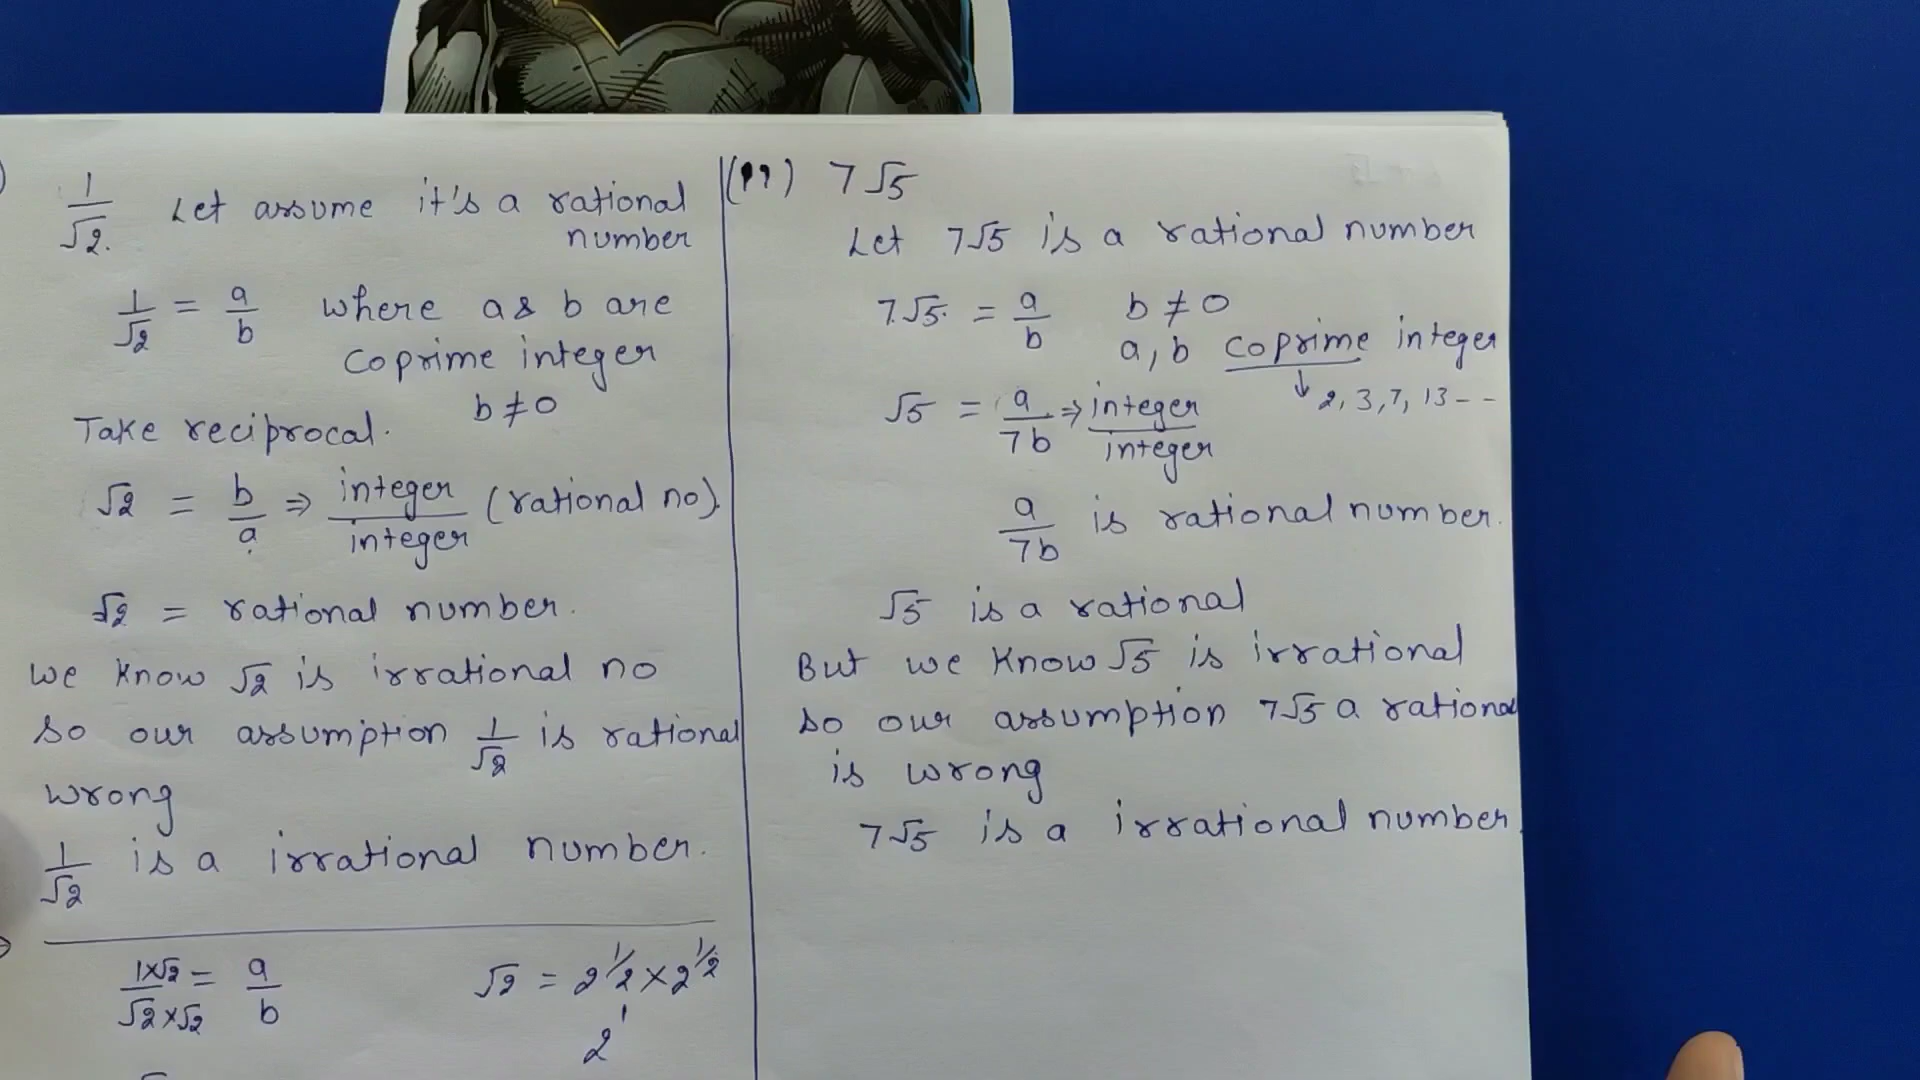 1/√2. Let assume it's a rational
number
1/√2 = a/b where a & b are
coprime integer
b ≠ 0
Take reciprocal.
√2 = b/a ⇒ integer/integer (rational no).
√2 = rational number.
we know √2 is irrational no
so our assumption 1/√2 is rational
wrong
1/√2 is a irrational number.
1×√2/√2×√2 = a/b
√2 = 2^1/2 × 2^1/2
2^1
(ii) 7√5
Let 7√5 is a rational number
7√5 = a/b b ≠ 0
a, b coprime integer
↓ 2, 3, 7, 13 - -
√5 = a/7b ⇒ integer/integer
a/7b is rational number.
√5 is a rational
But we know √5 is irrational
so our assumption 7√5 a rational
is wrong
7√5 is a irrational number.